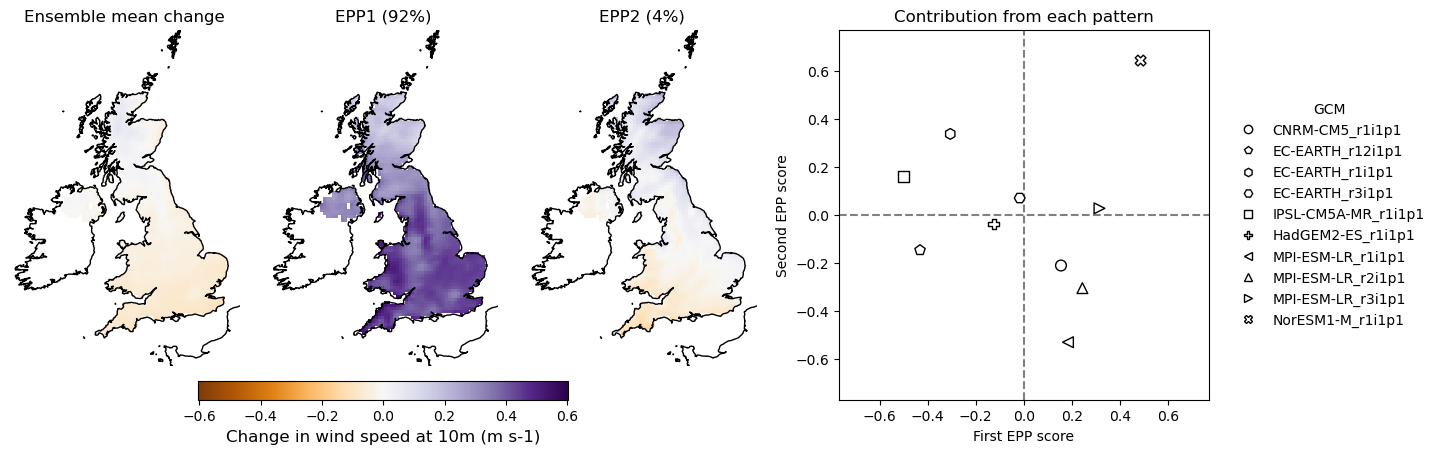 Ensemble mean change
EPP1 (92%)
EPP2 (4%)
Contribution from each pattern
−0.6 −0.4 −0.2 0.0 0.2 0.4 0.6
Change in wind speed at 10m (m s-1)
Second EPP score
0.6
0.4
0.2
0.0
−0.2
−0.4
−0.6
−0.6 −0.4 −0.2 0.0 0.2 0.4 0.6
First EPP score
GCM
CNRM-CM5_r1i1p1
EC-EARTH_r12i1p1
EC-EARTH_r1i1p1
EC-EARTH_r3i1p1
IPSL-CM5A-MR_r1i1p1
HadGEM2-ES_r1i1p1
MPI-ESM-LR_r1i1p1
MPI-ESM-LR_r2i1p1
MPI-ESM-LR_r3i1p1
NorESM1-M_r1i1p1